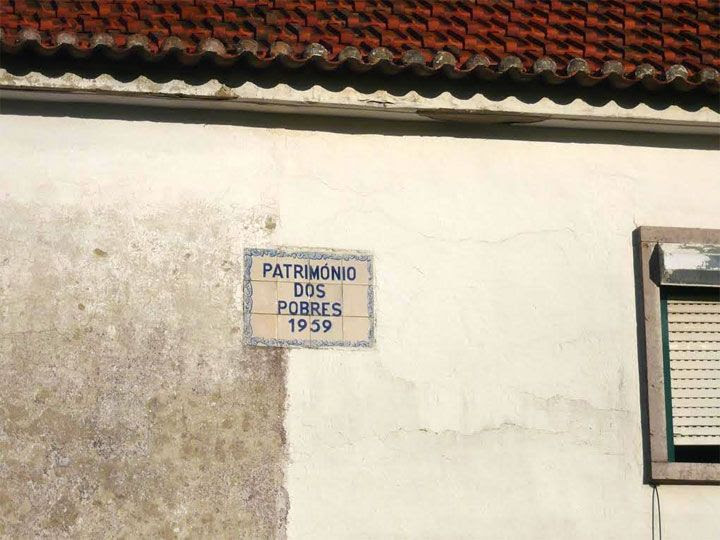 PATRIMÓNIO
DOS
POBRES
1959